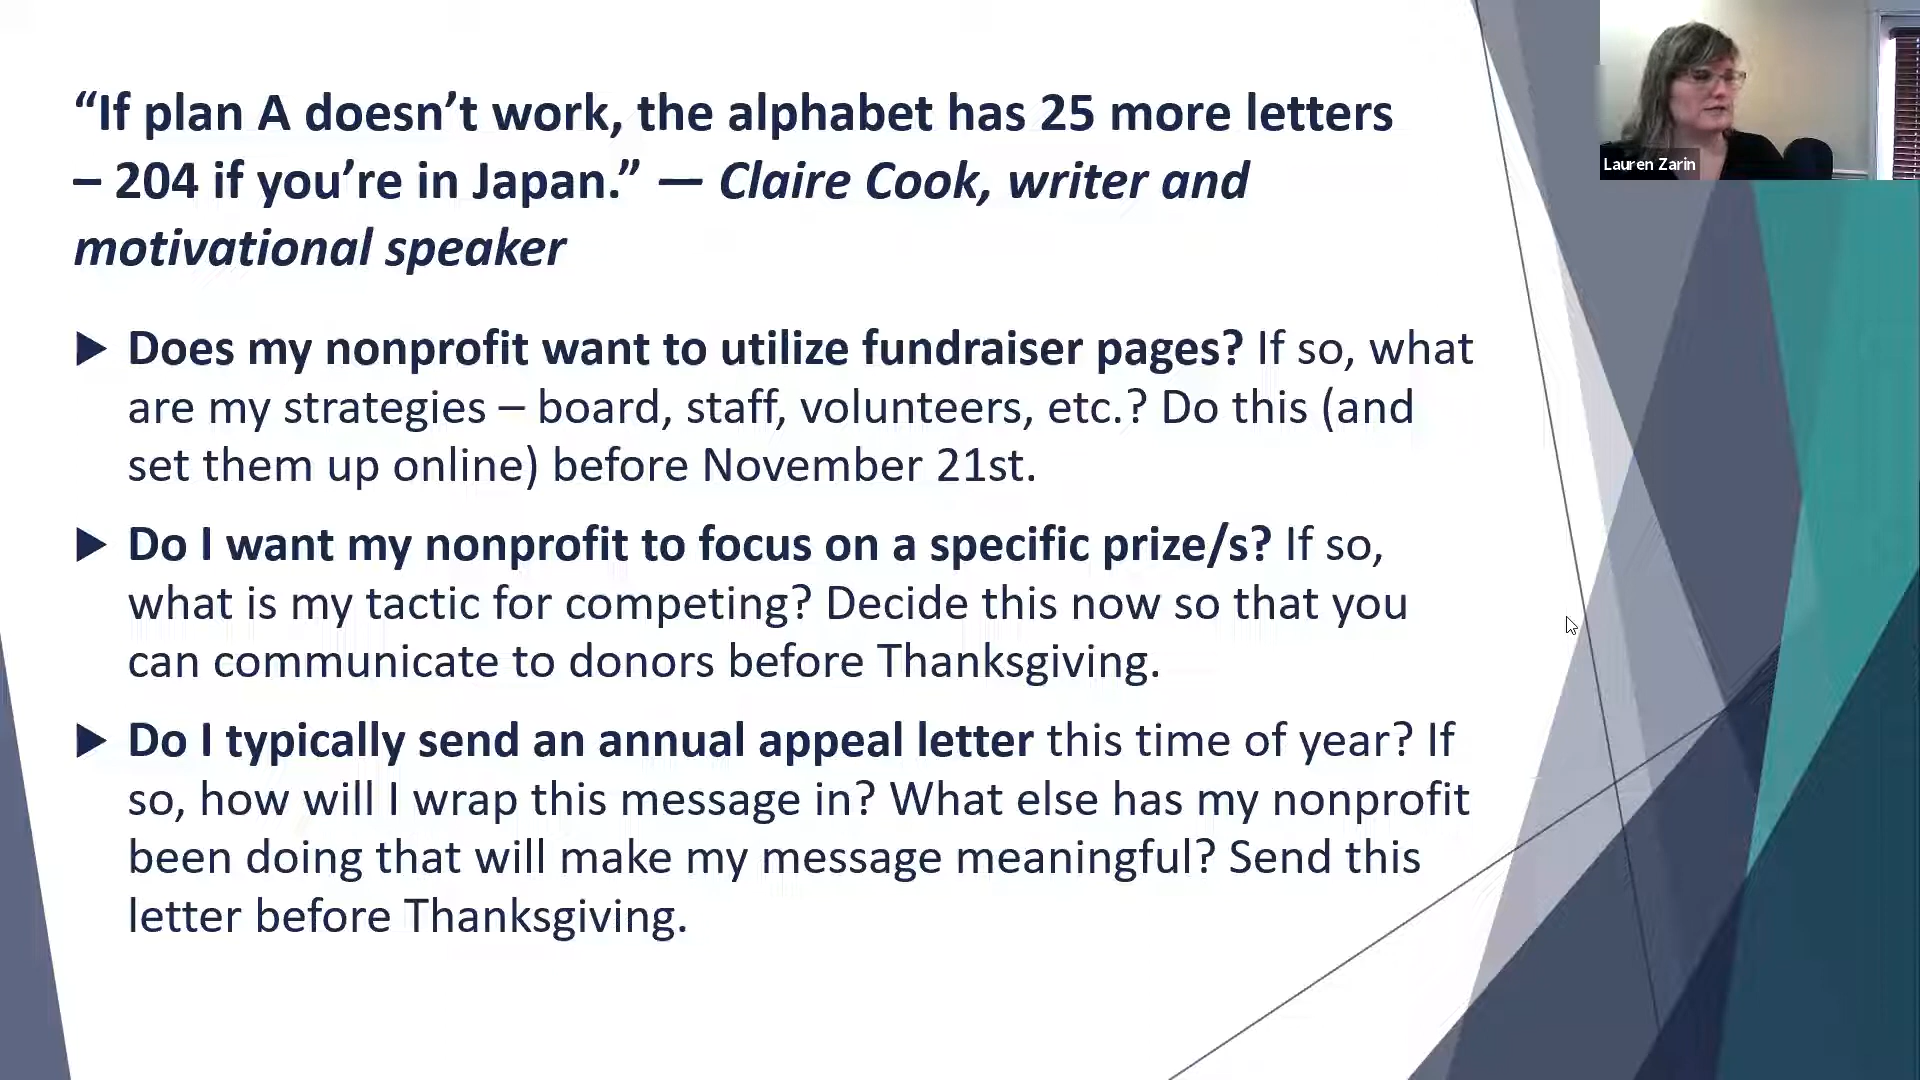 “If plan A doesn’t work, the alphabet has 25 more letters
– 204 if you’re in Japan.” — Claire Cook, writer and
motivational speaker
Does my nonprofit want to utilize fundraiser pages? If so, what
are my strategies – board, staff, volunteers, etc.? Do this (and
set them up online) before November 21st.
Do I want my nonprofit to focus on a specific prize/s? If so,
what is my tactic for competing? Decide this now so that you
can communicate to donors before Thanksgiving.
Do I typically send an annual appeal letter this time of year? If
so, how will I wrap this message in? What else has my nonprofit
been doing that will make my message meaningful? Send this
letter before Thanksgiving.
Lauren Zarin